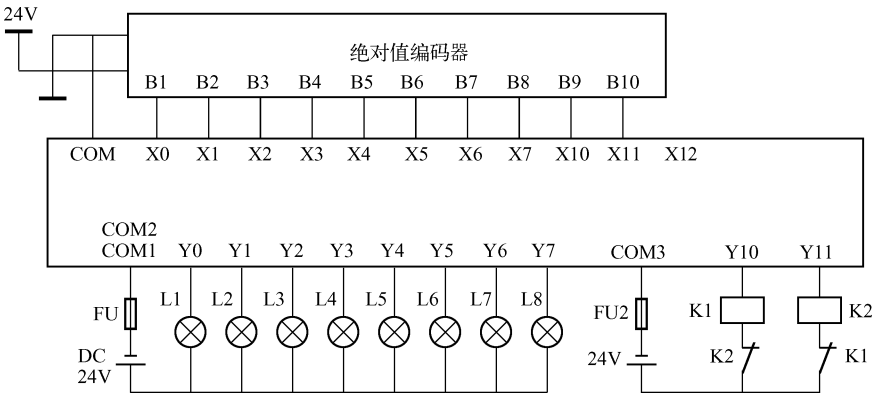 24V
绝对值编码器
B1 B2 B3 B4 B5 B6 B7 B8 B9 B10
COM X0 X1 X2 X3 X4 X5 X6 X7 X10 X11 X12
COM2
COM1 Y0 Y1 Y2 Y3 Y4 Y5 Y6 Y7 COM3 Y10 Y11
L1 L2 L3 L4 L5 L6 L7 L8 K1 K2
FU FU2
DC
24V 24V K2 K1